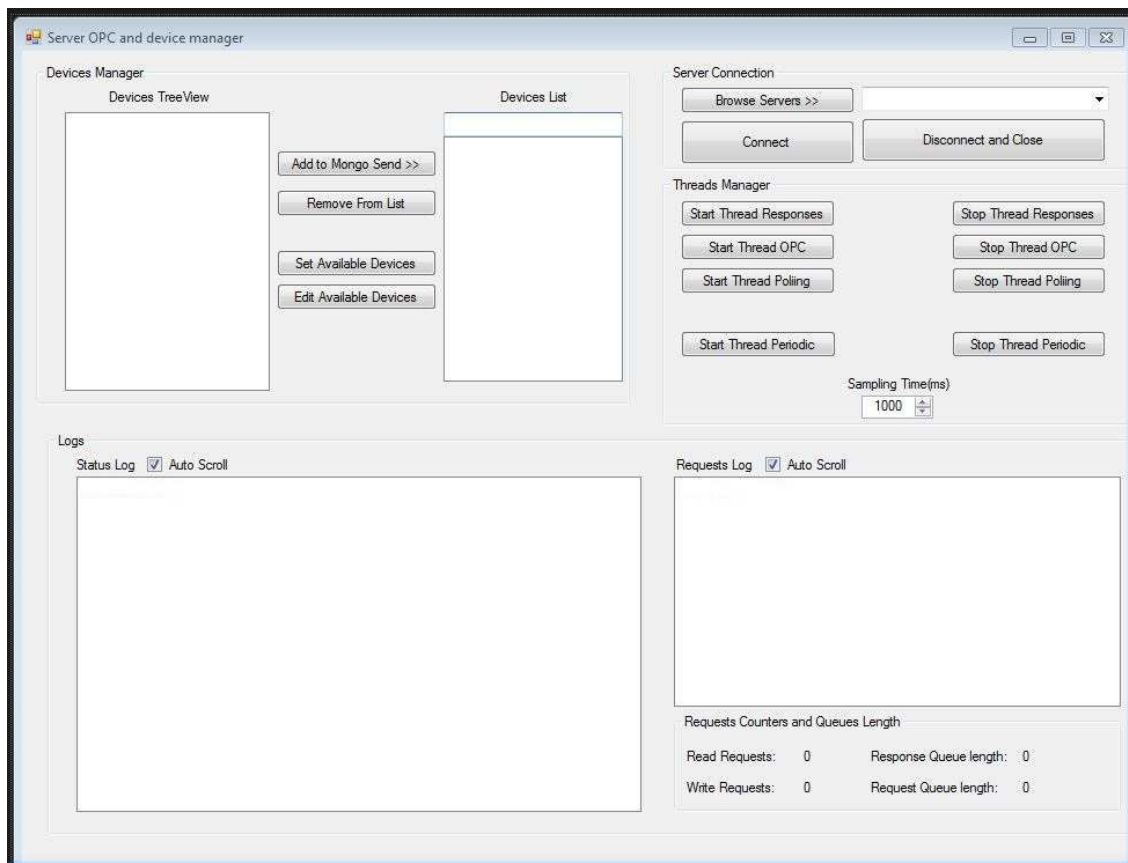 Server OPC and device manager
Devices Manager
Devices TreeView
Devices List
Add to Mongo Send >>
Remove From List
Set Available Devices
Edit Available Devices
Server Connection
Browse Servers >>
Connect
Disconnect and Close
Threads Manager
Start Thread Responses
Stop Thread Responses
Start Thread OPC
Stop Thread OPC
Start Thread Poliing
Stop Thread Poliing
Start Thread Periodic
Stop Thread Periodic
Sampling Time(ms)
1000
Logs
Status Log Auto Scroll
Requests Log Auto Scroll
Requests Counters and Queues Length
Read Requests: 0 Response Queue length: 0
Write Requests: 0 Request Queue length: 0